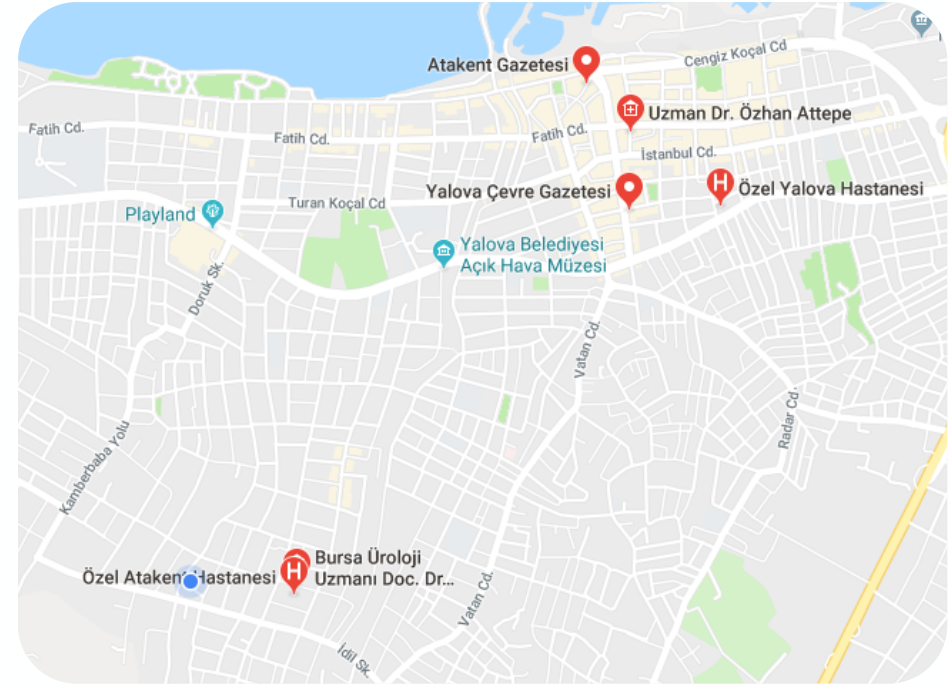 Atakent Gazetesi
Cengiz Koçal Cd
Uzman Dr. Özhan Attepe
Fatih Cd.
Fatih Cd.
Fatih Cd.
İstanbul Cd.
Yalova Çevre Gazetesi
Özel Yalova Hastanesi
H
Turan Koçal Cd
Playland
Yalova Belediyesi
Açık Hava Müzesi
Doruk Sk.
Vatan Cd.
Radar Cd.
Kamberbaba Yolu
Özel Atakent Hastanesi
H
Bursa Üroloji
Uzmanı Doc. Dr...
Vatan Cd.
İdil Sk.